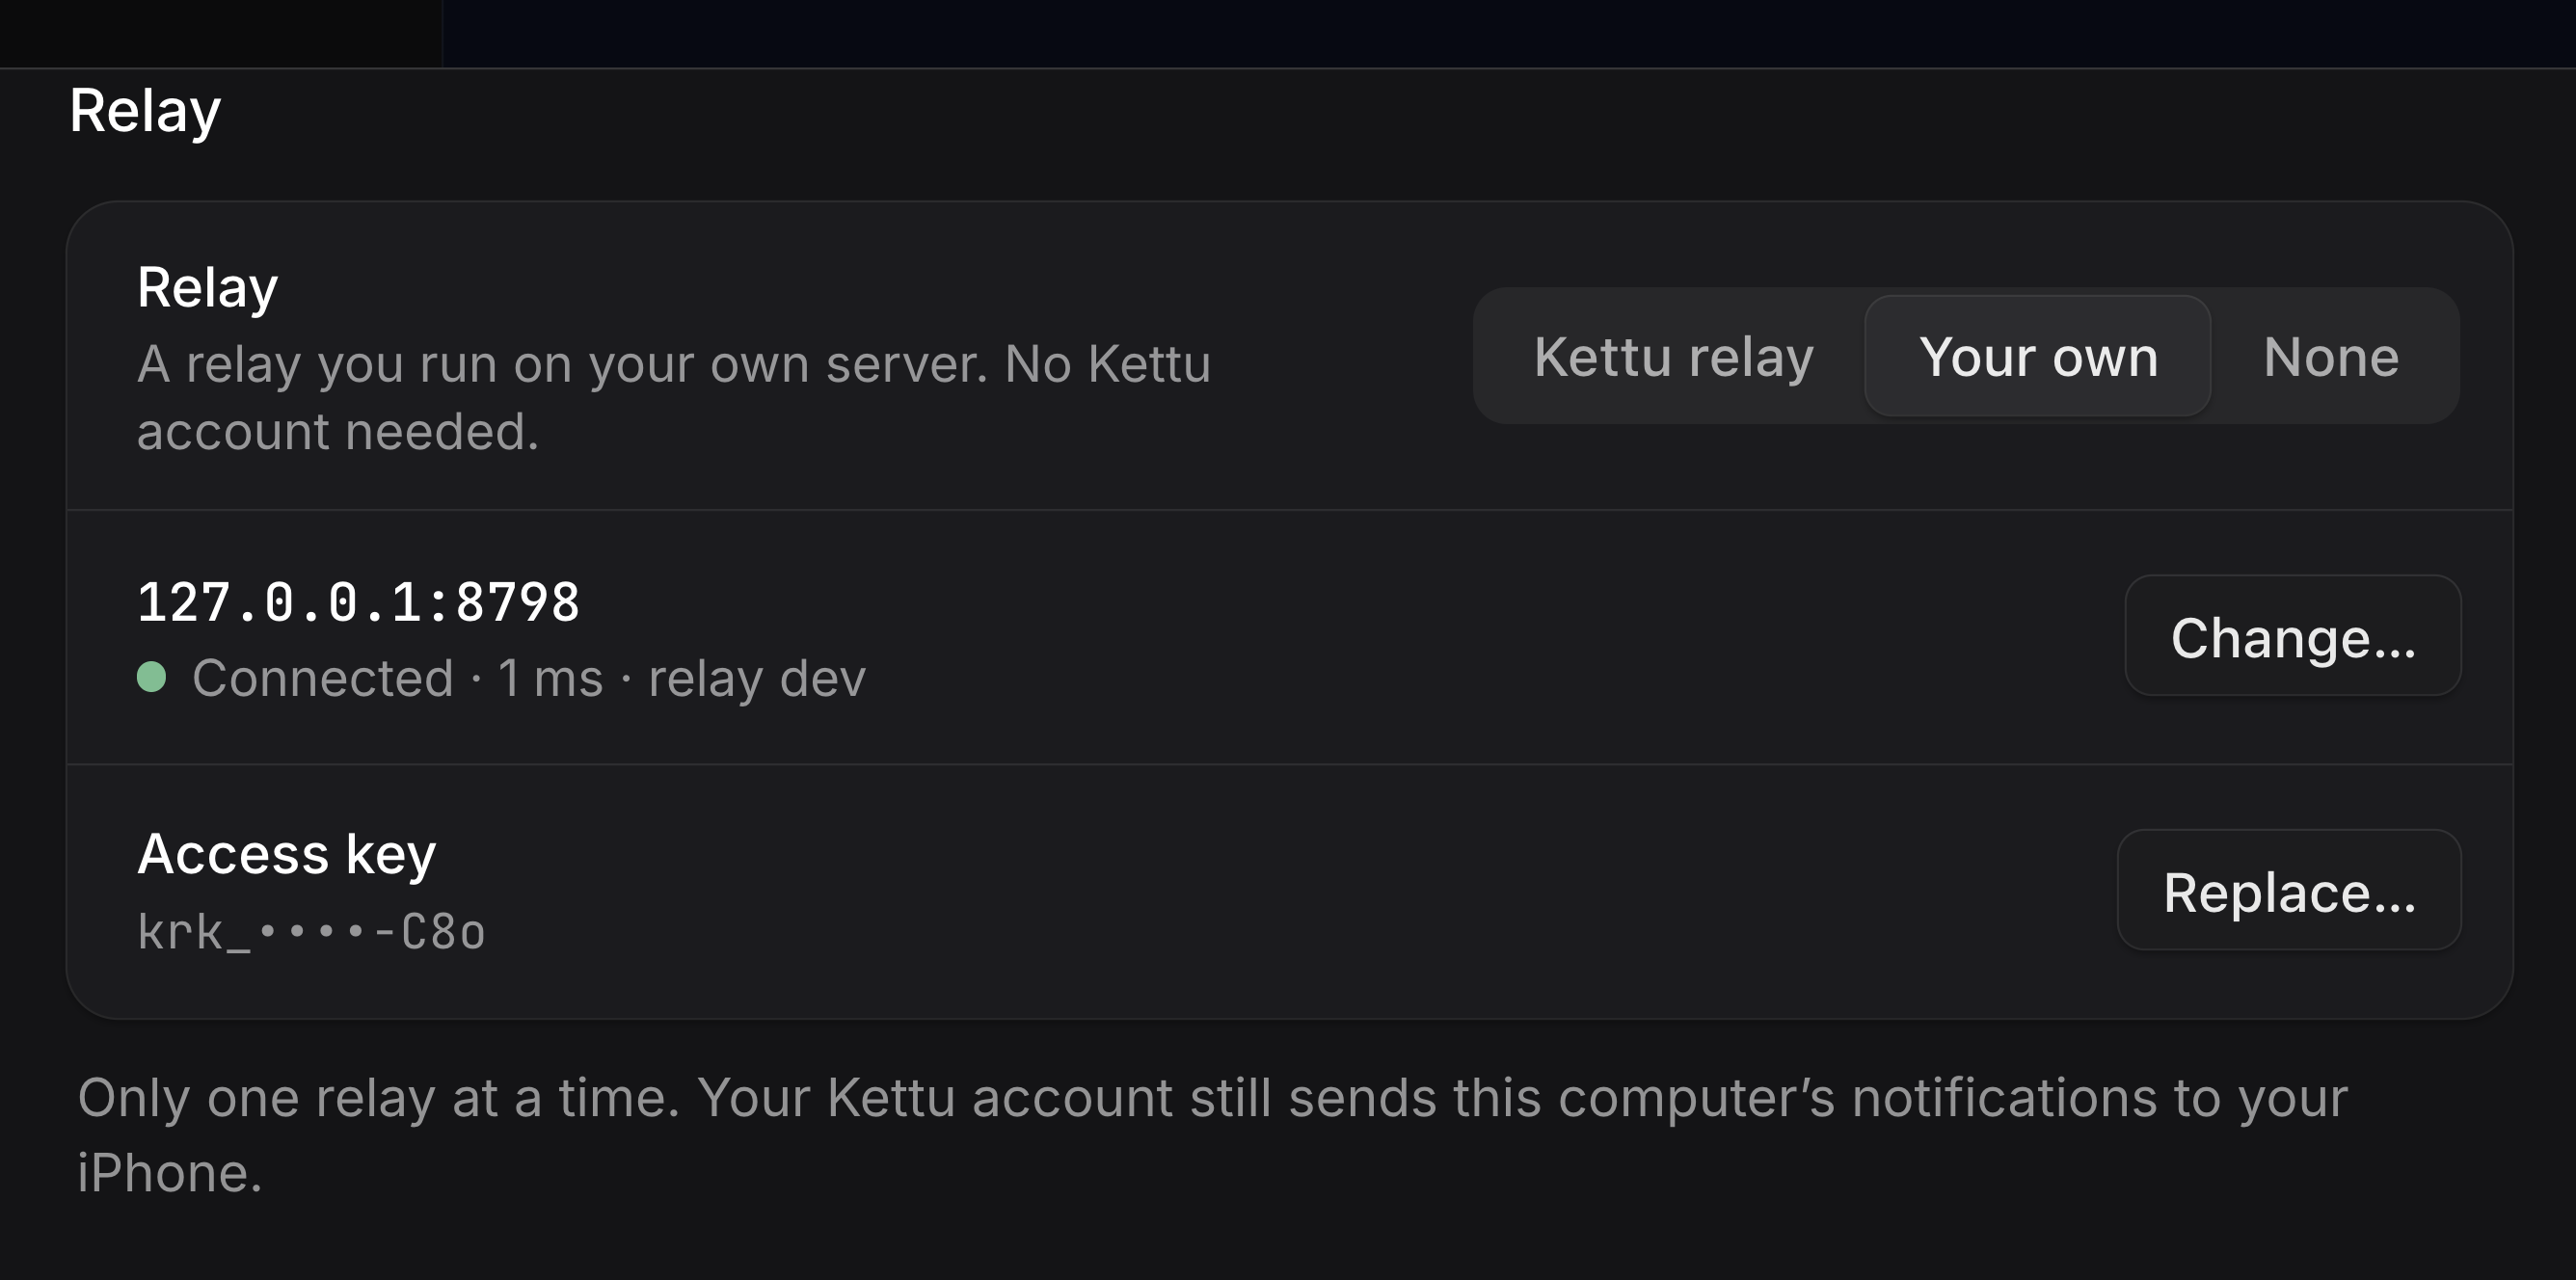 Relay
Relay
A relay you run on your own server. No Kettu
account needed.
Kettu relay
Your own
None
127.0.0.1:8798
Connected · 1 ms · relay dev
Change...
Access key
krk_••••-C8o
Replace...
Only one relay at a time. Your Kettu account still sends this computer’s notifications to your
iPhone.